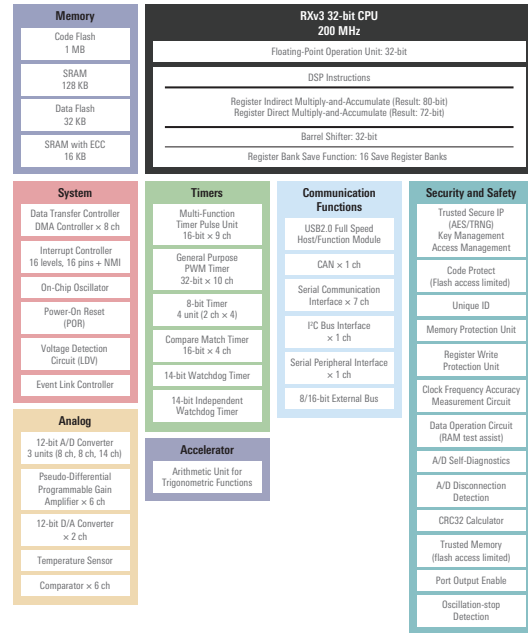 Memory
Code Flash
1 MB
SRAM
128 KB
Data Flash
32 KB
SRAM with ECC
16 KB
RXv3 32-bit CPU
200 MHz
Floating-Point Operation Unit: 32-bit
DSP Instructions
Register Indirect Multiply-and-Accumulate (Result: 80-bit)
Register Direct Multiply-and-Accumulate (Result: 72-bit)
Barrel Shifter: 32-bit
Register Bank Save Function: 16 Save Register Banks
System
Data Transfer Controller
DMA Controller × 8 ch
Interrupt Controller
16 levels, 16 pins + NMI
On-Chip Oscillator
Power-On Reset
(POR)
Voltage Detection
Circuit (LDV)
Event Link Controller
Analog
12-bit A/D Converter
3 units (8 ch, 8 ch, 14 ch)
Pseudo-Differential
Programmable Gain
Amplifier × 6 ch
12-bit D/A Converter
× 2 ch
Temperature Sensor
Comparator × 6 ch
Timers
Multi-Function
Timer Pulse Unit
16-bit × 9 ch
General Purpose
PWM Timer
32-bit × 10 ch
8-bit Timer
4 unit (2 ch × 4)
Compare Match Timer
16-bit × 4 ch
14-bit Watchdog Timer
14-bit Independent
Watchdog Timer
Accelerator
Arithmetic Unit for
Trigonometric Functions
Communication
Functions
USB2.0 Full Speed
Host/Function Module
CAN × 1 ch
Serial Communication
Interface × 7 ch
I²C Bus Interface
× 1 ch
Serial Peripheral Interface
× 1 ch
8/16-bit External Bus
Security and Safety
Trusted Secure IP
(AES/TRNG)
Key Management
Access Management
Code Protect
(Flash access limited)
Unique ID
Memory Protection Unit
Register Write
Protection Unit
Clock Frequency Accuracy
Measurement Circuit
Data Operation Circuit
(RAM test assist)
A/D Self-Diagnostics
A/D Disconnection
Detection
CRC32 Calculator
Trusted Memory
(flash access limited)
Port Output Enable
Oscillation-stop
Detection